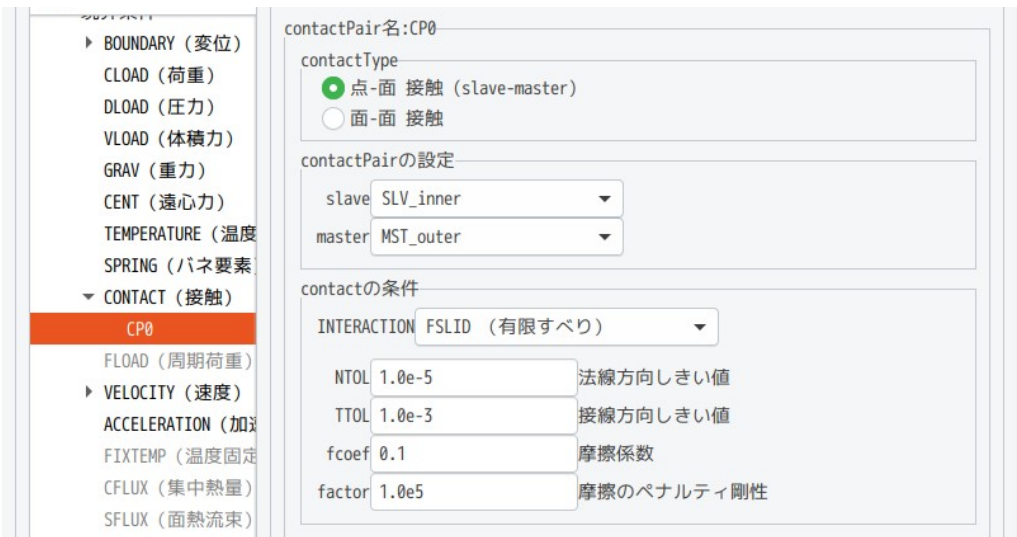 BOUNDARY (変位)
CLOAD (荷重)
DLOAD (圧力)
VLOAD (体積力)
GRAV (重力)
CENT (遠心力)
TEMPERATURE (温度
SPRING (バネ要素)
CONTACT (接触)
CP0
FLOAD (周期荷重)
VELOCITY (速度)
ACCELERATION (加速
FIXTEMP (温度固定
CFLUX (集中熱量)
SFLUX (面熱流束)
contactPair名:CP0
contactType
点-面 接触 (slave-master)
面-面 接触
contactPairの設定
slave SLV_inner
master MST_outer
contactの条件
INTERACTION FSLID (有限すべり)
NTOL 1.0e-5 法線方向しきい値
TTOL 1.0e-3 接線方向しきい値
fcoef 0.1 摩擦係数
factor 1.0e5 摩擦のペナルティ剛性